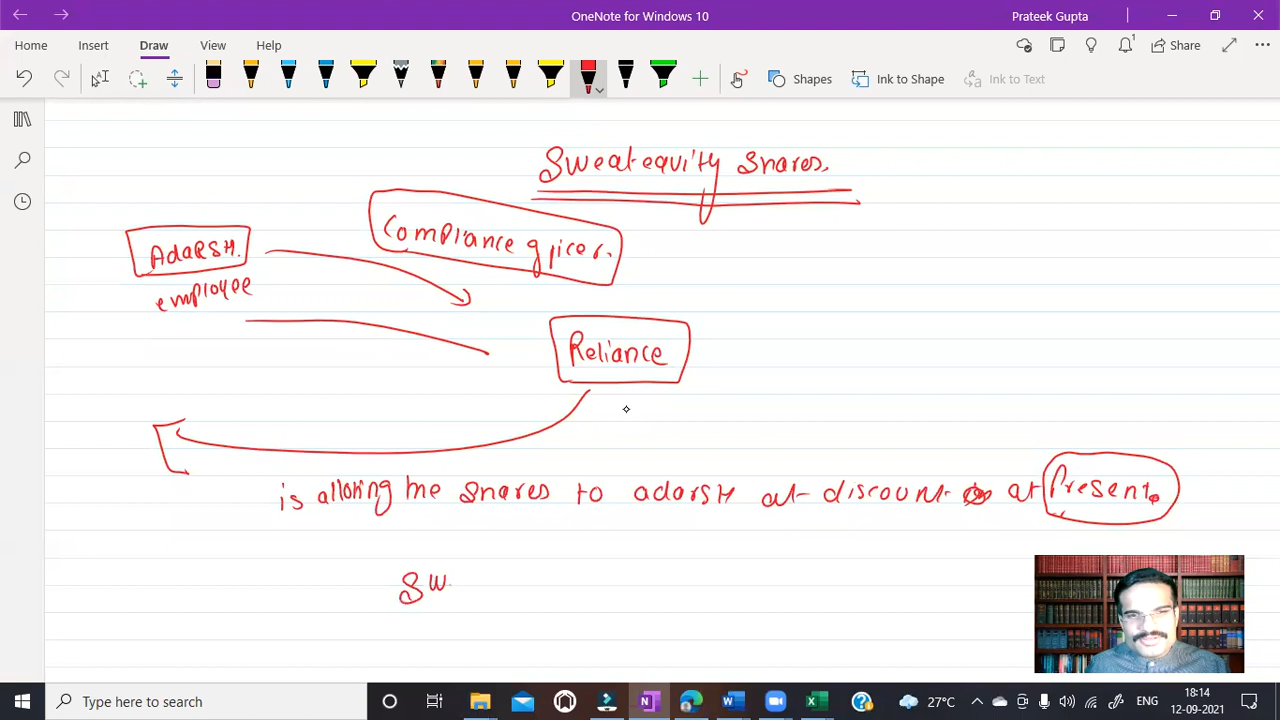 OneNote for Windows 10
Prateek Gupta
Home Insert Draw View Help
Share
Shapes
Ink to Shape
Ink to Text
Sweat equity Shares.
Compliance officer.
ADARSH.
employee
Reliance
is alloting the shares to adarsh at discount at Present.
SW
Type here to search
27°C
ENG
18:14
12-09-2021